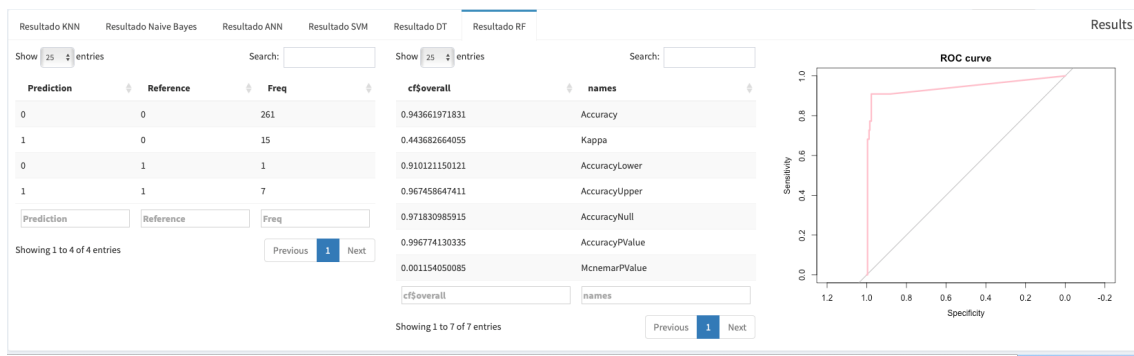 Resultado KNN Resultado Naive Bayes Resultado ANN Resultado SVM Resultado DT Resultado RF Results
Show 25 entries Search:
Prediction Reference Freq
0 0 261
1 0 15
0 1 1
1 1 7
Prediction Reference Freq
Showing 1 to 4 of 4 entries Previous 1 Next
Show 25 entries Search:
cf$overall names
0.943661971831 Accuracy
0.443682664055 Kappa
0.910121150121 AccuracyLower
0.967458647411 AccuracyUpper
0.971830985915 AccuracyNull
0.996774130335 AccuracyPValue
0.001154050085 McnemarPValue
cf$overall names
Showing 1 to 7 of 7 entries Previous 1 Next
ROC curve
Sensitivity
1.0
0.8
0.6
0.4
0.2
0.0
1.2 1.0 0.8 0.6 0.4 0.2 0.0 -0.2
Specificity